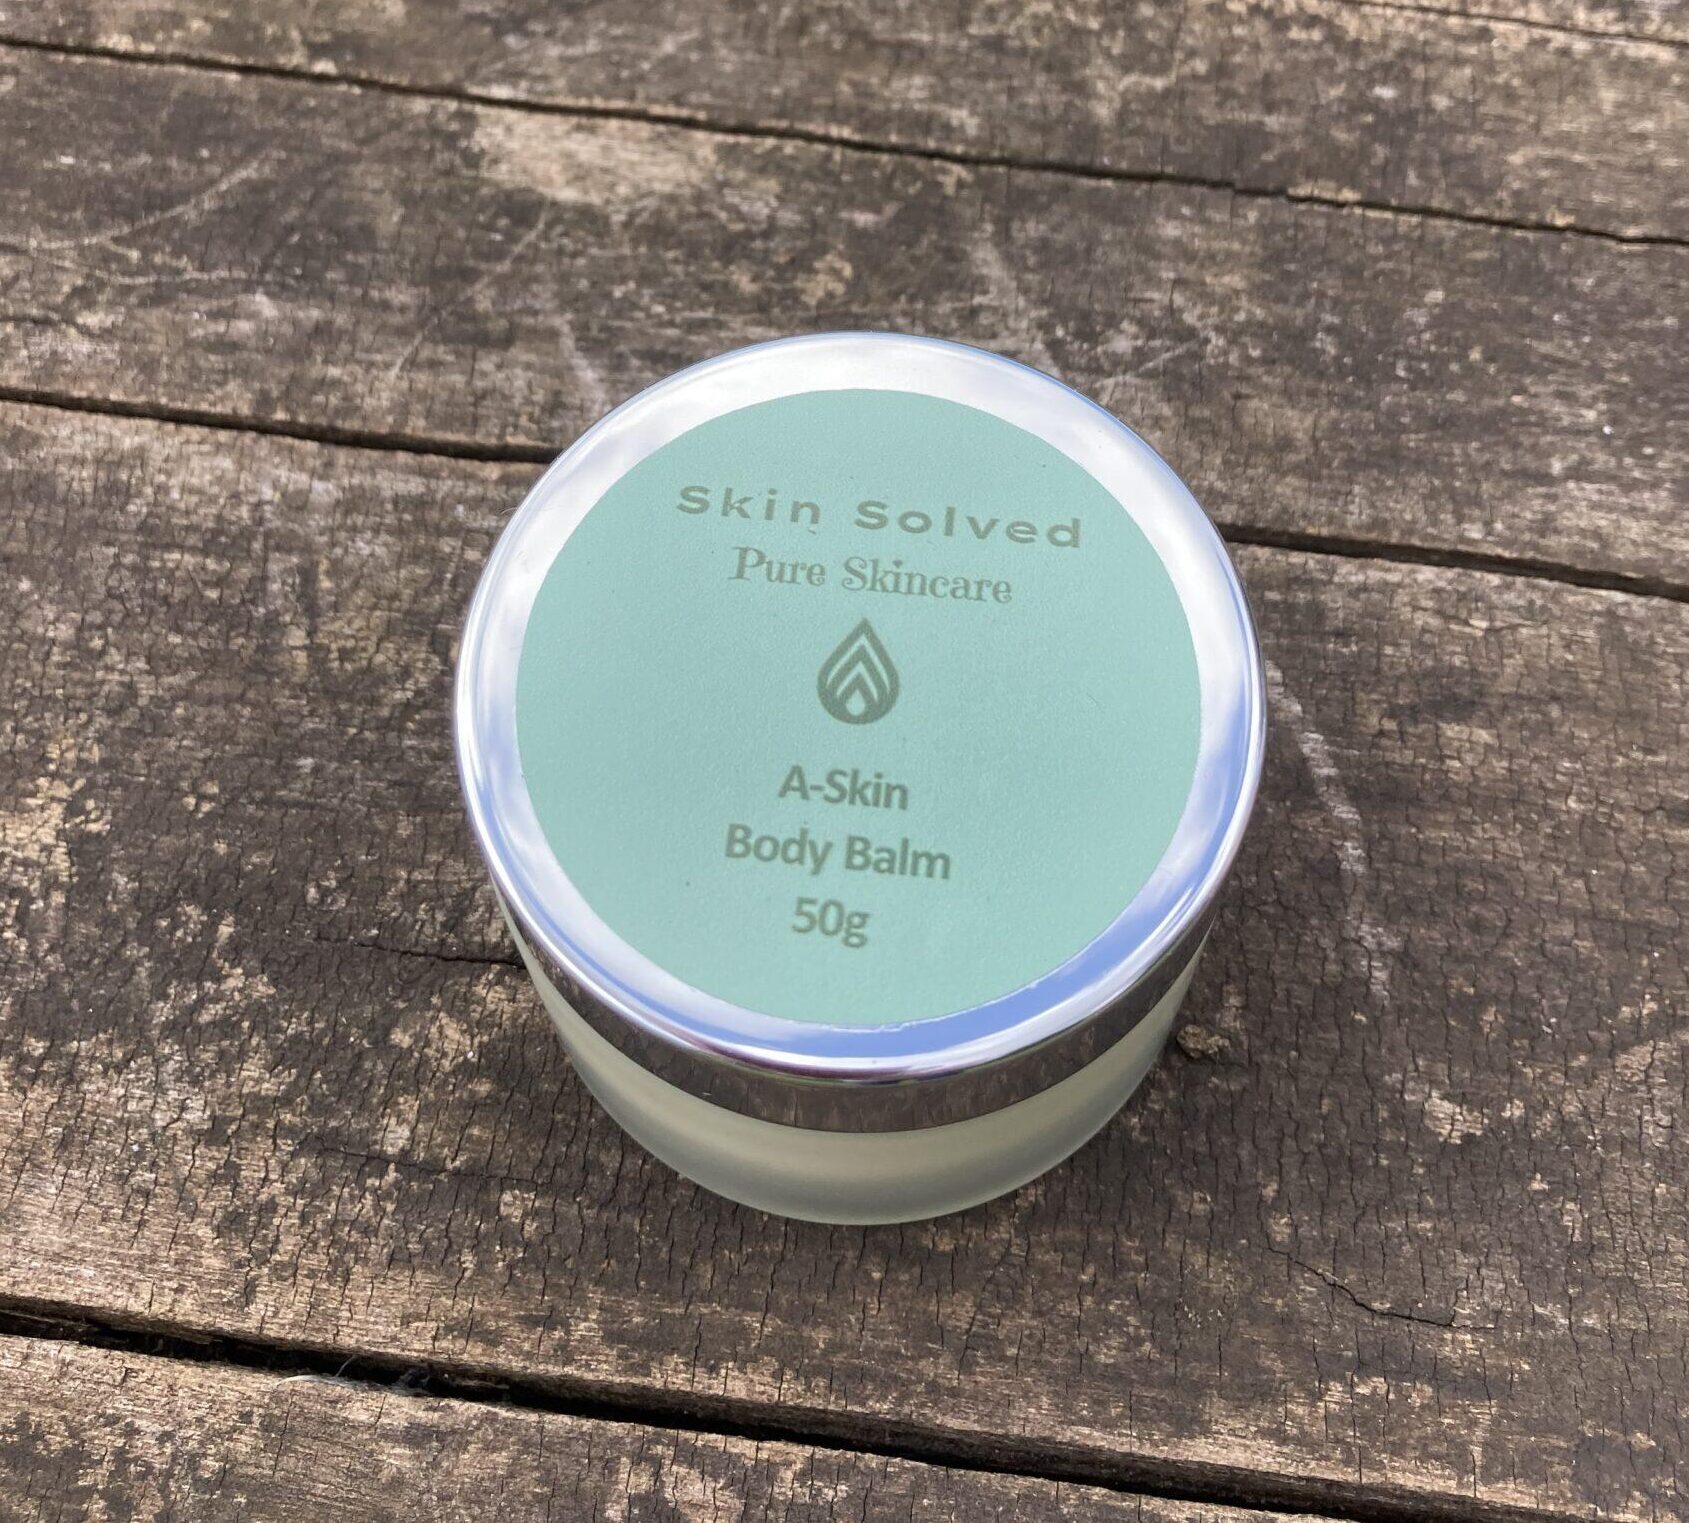 Skin Solved
Pure Skincare
A-Skin
Body Balm
50g